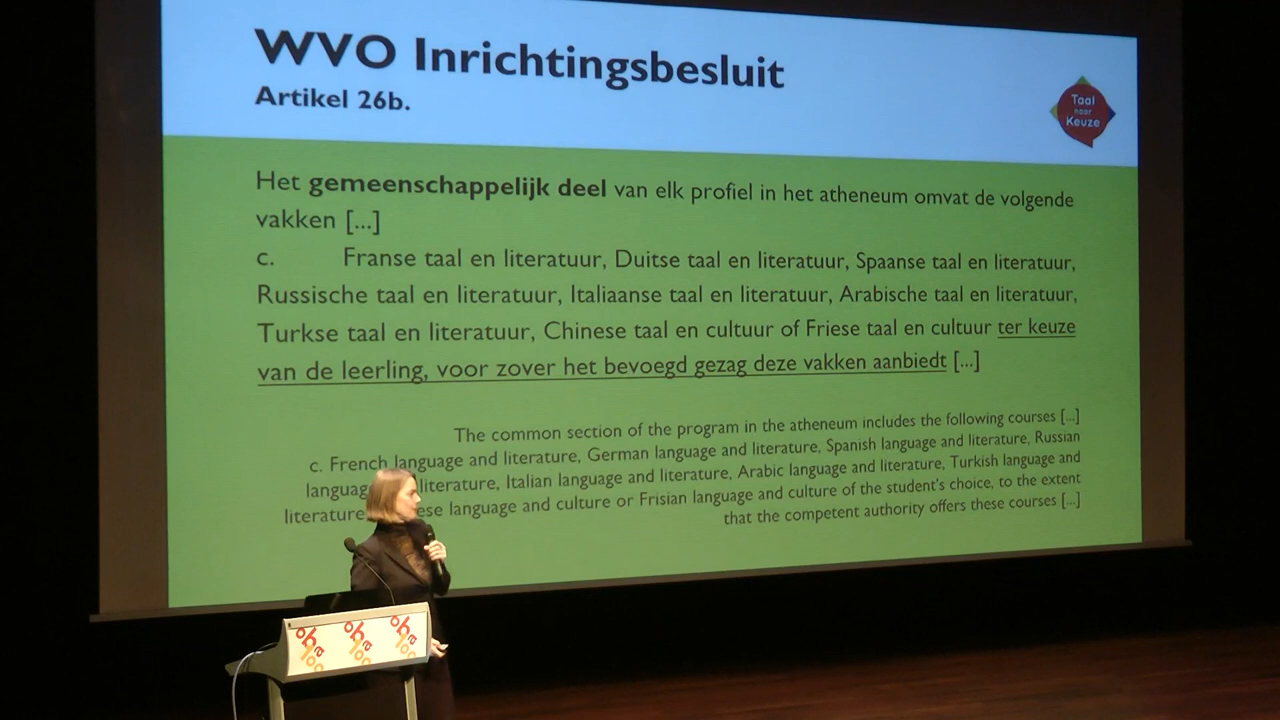 WVO Inrichtingsbesluit
Artikel 26b.
Taal
naar
Keuze
Het gemeenschappelijk deel van elk profiel in het atheneum omvat de volgende
vakken [...]
c. Franse taal en literatuur, Duitse taal en literatuur, Spaanse taal en literatuur,
Russische taal en literatuur, Italiaanse taal en literatuur, Arabische taal en literatuur,
Turkse taal en literatuur, Chinese taal en cultuur of Friese taal en cultuur ter keuze
van de leerling, voor zover het bevoegd gezag deze vakken aanbiedt [...]
The common section of the program in the atheneum includes the following courses [...]
c. French language and literature, German language and literature, Spanish language and literature, Russian
language literature, Italian language and literature, Arabic language and literature, Turkish language and
literature language and culture or Frisian language and culture of the student's choice, to the extent
that the competent authority offers these courses [...]
oba oba oba
100 100 100